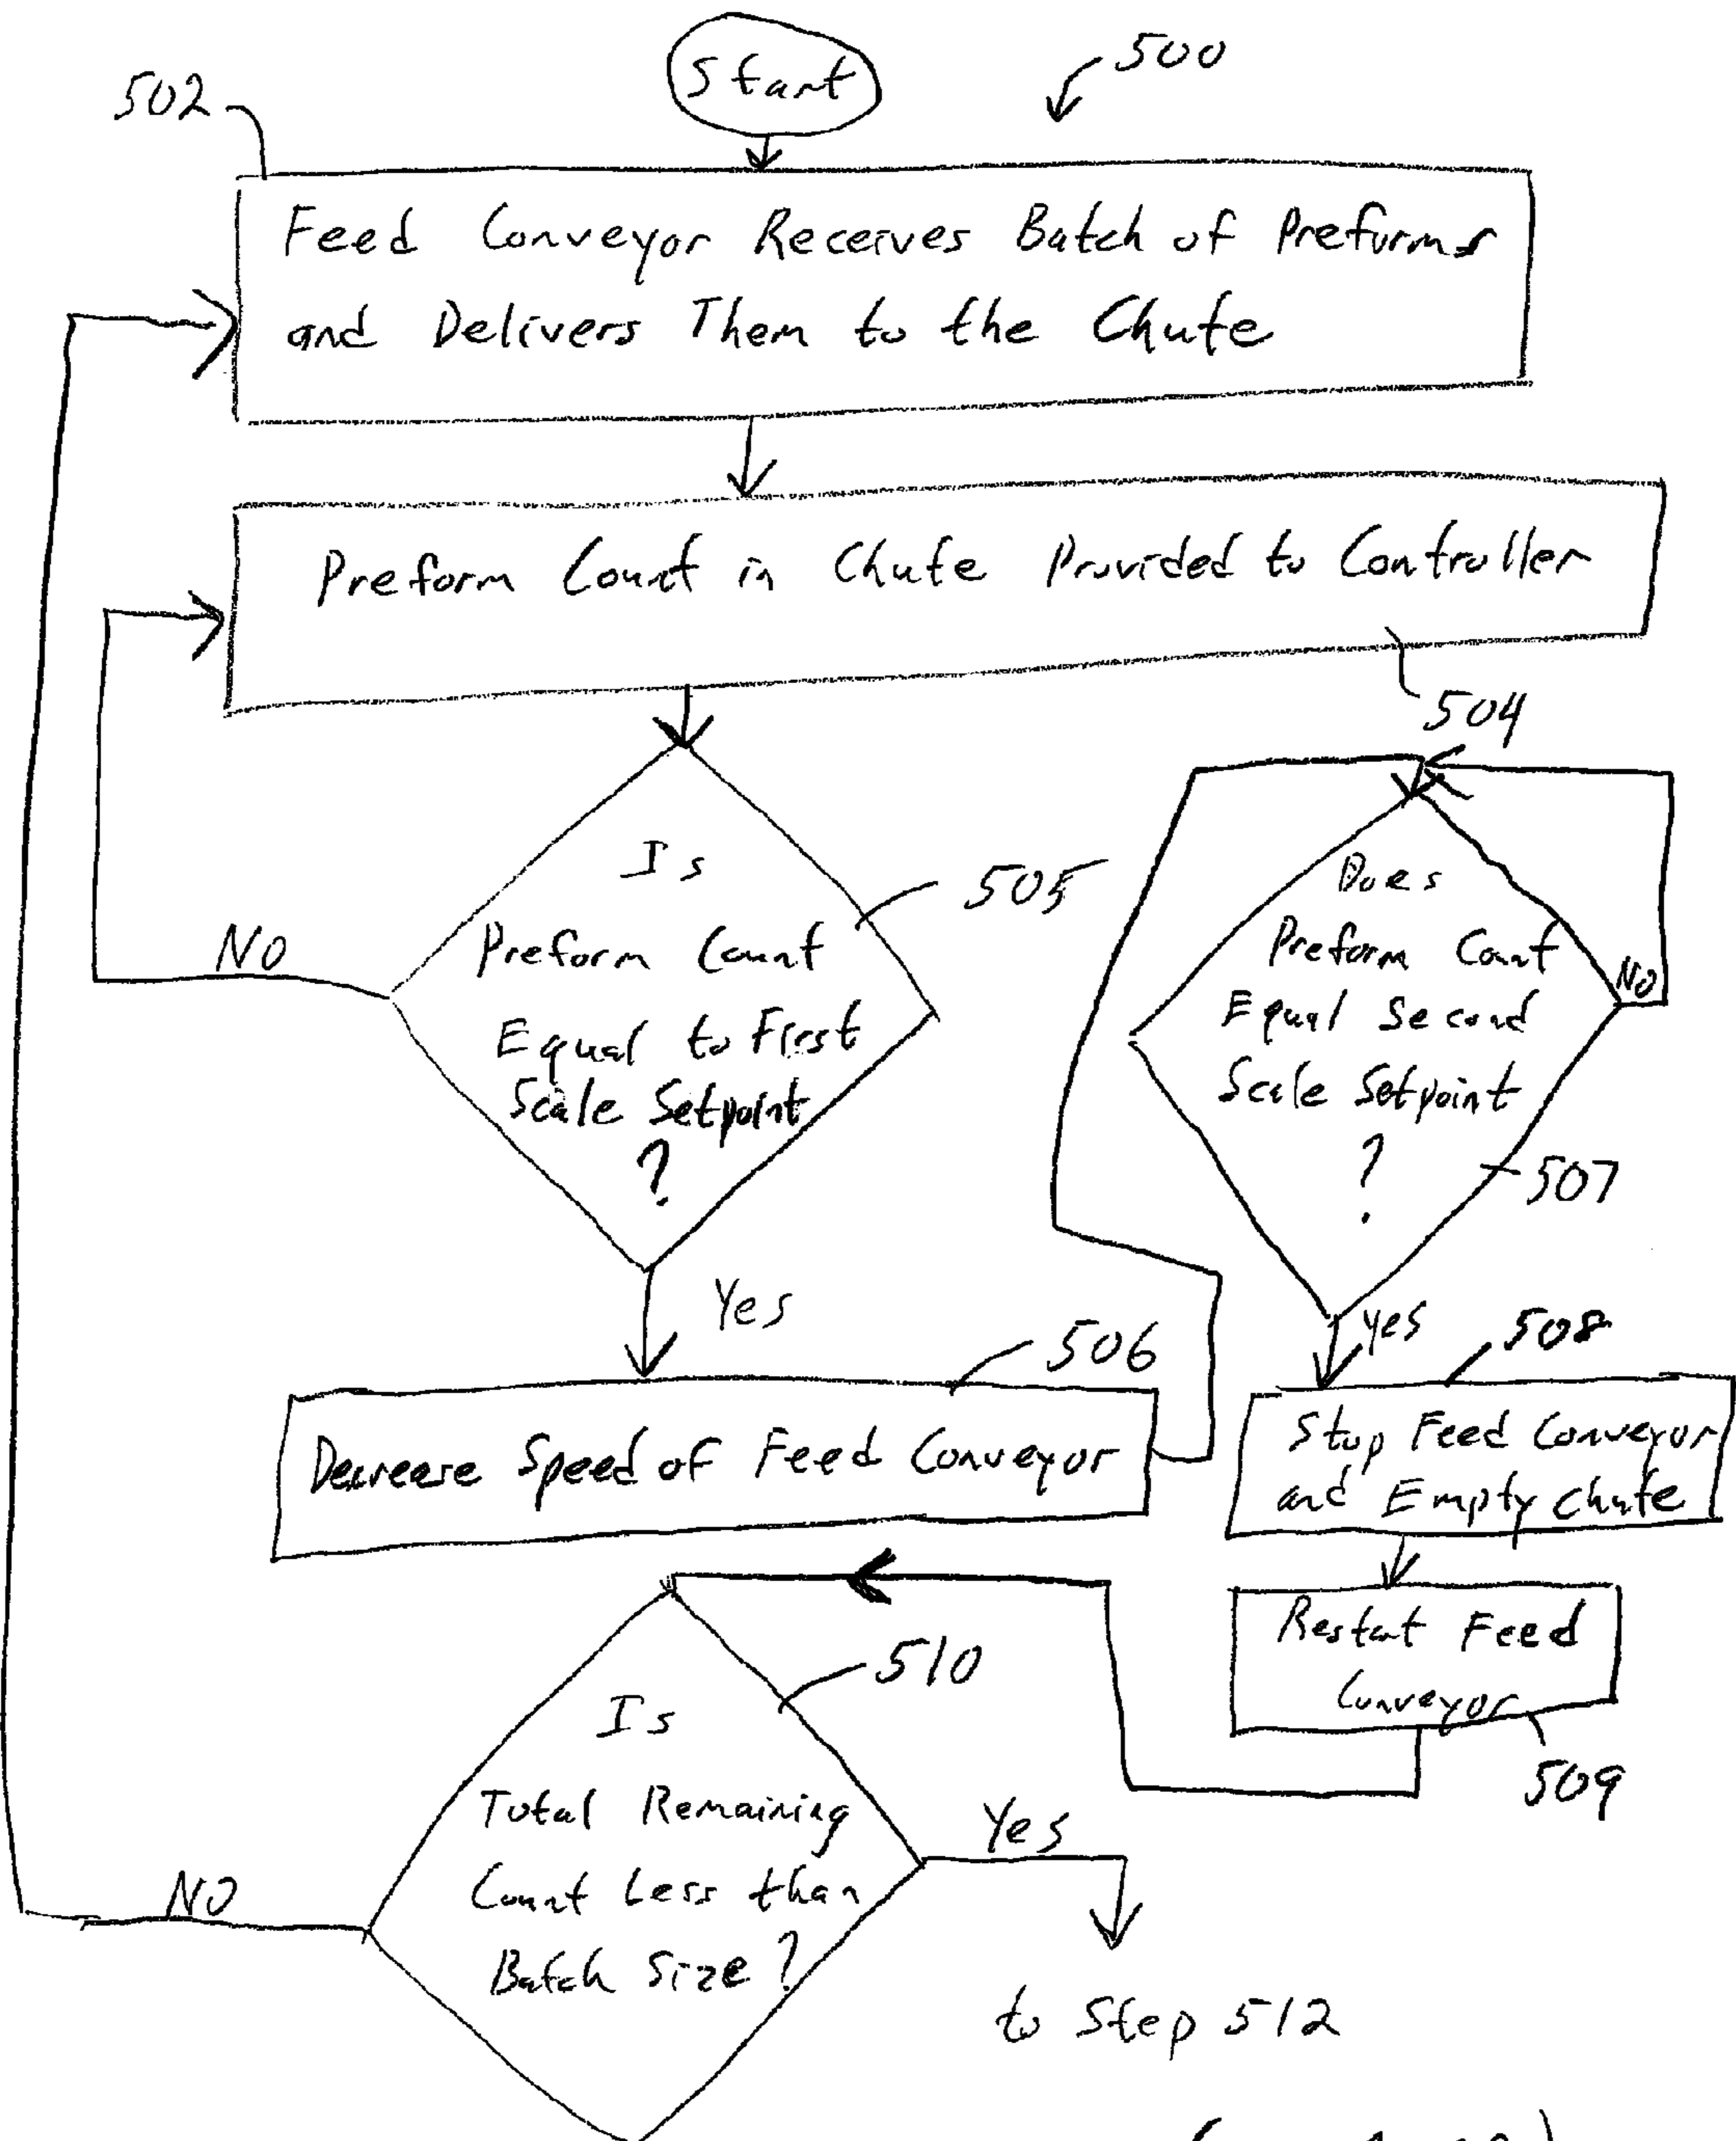 Start
500
502
Feed Conveyor Receives Batch of Preforms
and Delivers Them to the Chute
Preform Count in Chute Provided to Controller
504
Is
Preform Count
Equal to First
Scale Setpoint
?
505
NO
Yes
Does
Preform Count
Equal Second
Scale Setpoint
?
NO
507
Yes
506
Decrease Speed of Feed Conveyor
508
Stop Feed Conveyor
and Empty Chute
Restart Feed
Conveyor
509
510
Is
Total Remaining
Count Less than
Batch Size?
NO
Yes
to Step 512